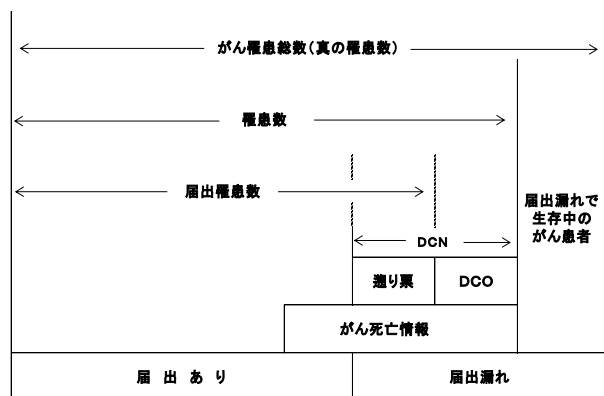 がん罹患総数（真の罹患数）
罹患数
届出罹患数
届出漏れで
生存中の
がん患者
DCN
遡り票
DCO
がん死亡情報
届出あり
届出漏れ